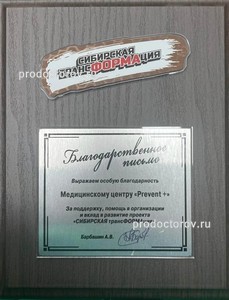 СИБИРСКАЯ
ТРАНСФОРМАЦИЯ
prodoctorov.ru
Благодарственное
письмо
Выражаем особую благодарность
Медицинскому центру «Prevent +»
За поддержку, помощь в организации
и вклад в развитие проекта
«СИБИРСКАЯ трансФОРМАция»
Барбашин А.В.
prodoctorov.ru